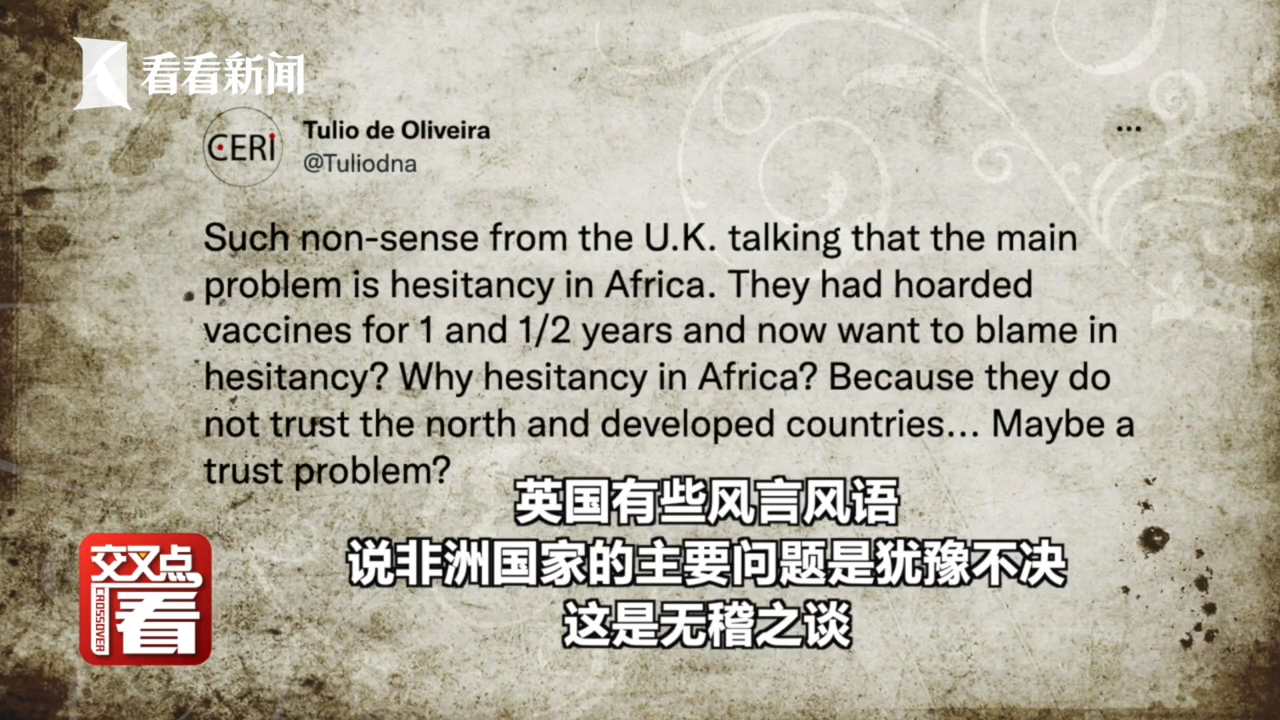 看看新闻
CERI
Tulio de Oliveira
@Tuliodna
...
Such non-sense from the U.K. talking that the main
problem is hesitancy in Africa. They had hoarded
vaccines for 1 and 1/2 years and now want to blame in
hesitancy? Why hesitancy in Africa? Because they do
not trust the north and developed countries... Maybe a
trust problem?
英国有些风言风语
说非洲国家的主要问题是犹豫不决
这是无稽之谈
交叉点
CROSSOVER
看